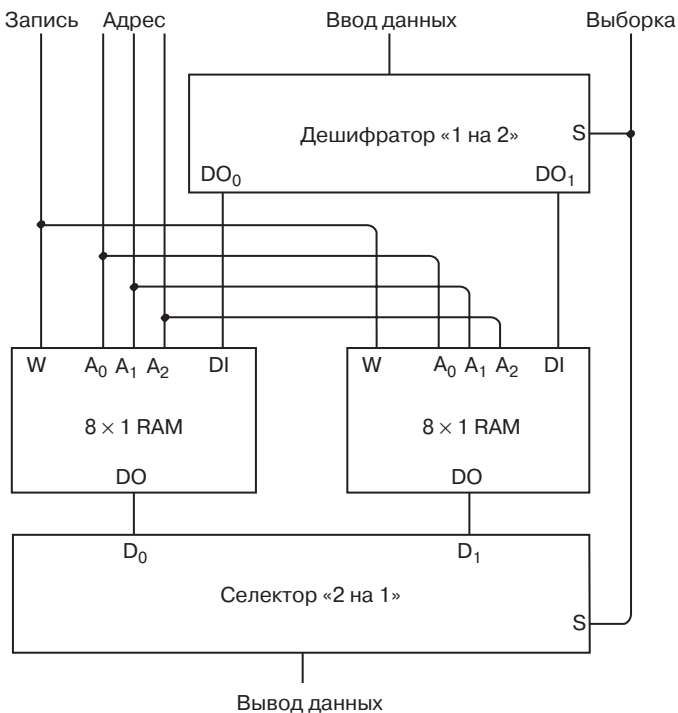 Запись Адрес Ввод данных Выборка
Дешифратор «1 на 2» S
DO0 DO1
W A0 A1 A2 DI W A0 A1 A2 DI
8 × 1 RAM 8 × 1 RAM
DO DO
D0 D1
Селектор «2 на 1»
S
Вывод данных